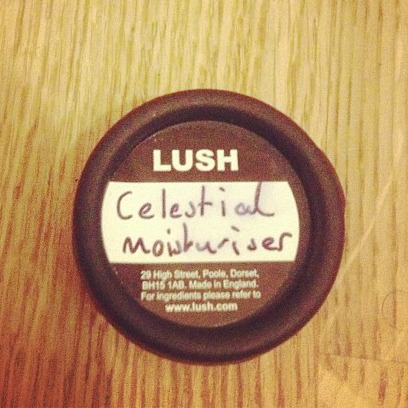 LUSH
Celestial
Moisturiser
29 High Street, Poole, Dorset,
BH15 1AB. Made in England.
For ingredients please refer to
www.lush.com